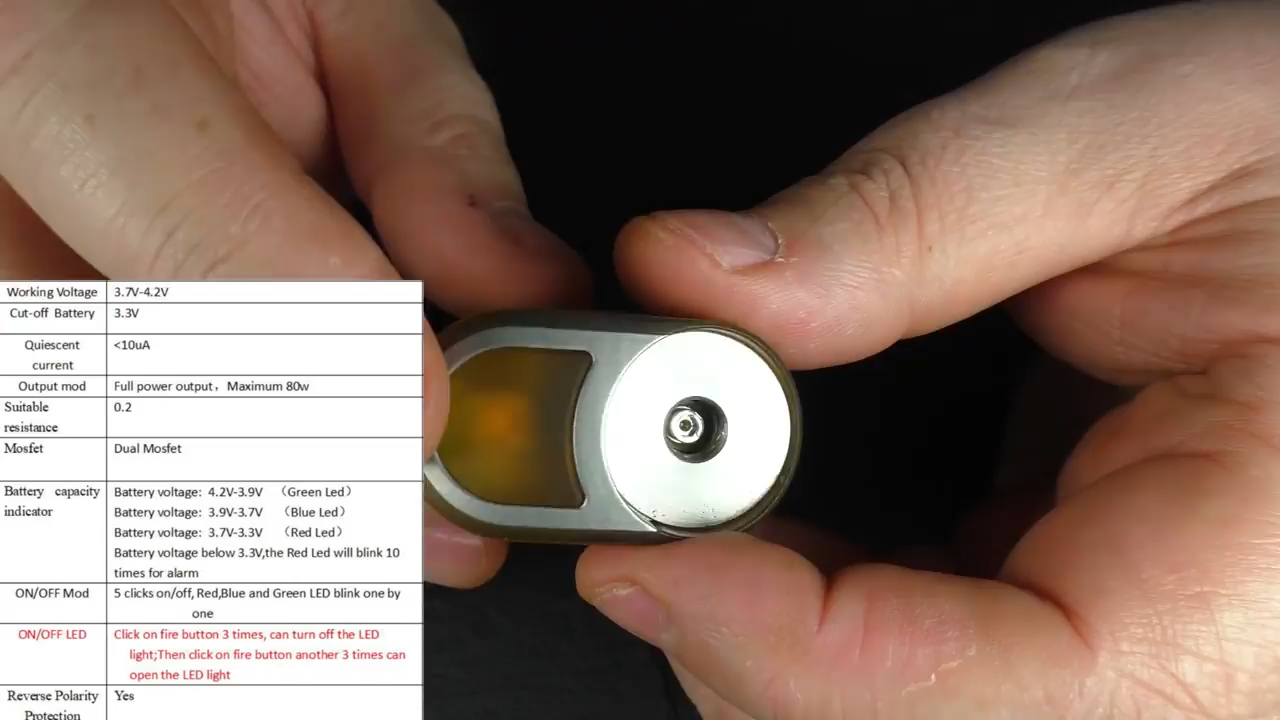 Working Voltage 3.7V-4.2V
Cut-off Battery 3.3V
Quiescent current <10uA
Output mod Full power output，Maximum 80w
Suitable resistance 0.2
Mosfet Dual Mosfet
Battery capacity indicator Battery voltage: 4.2V-3.9V （Green Led）
Battery voltage: 3.9V-3.7V （Blue Led）
Battery voltage: 3.7V-3.3V （Red Led）
Battery voltage below 3.3V,the Red Led will blink 10
times for alarm
ON/OFF Mod 5 clicks on/off, Red,Blue and Green LED blink one by
one
ON/OFF LED Click on fire button 3 times, can turn off the LED
light;Then click on fire button another 3 times can
open the LED light
Reverse Polarity Protection Yes